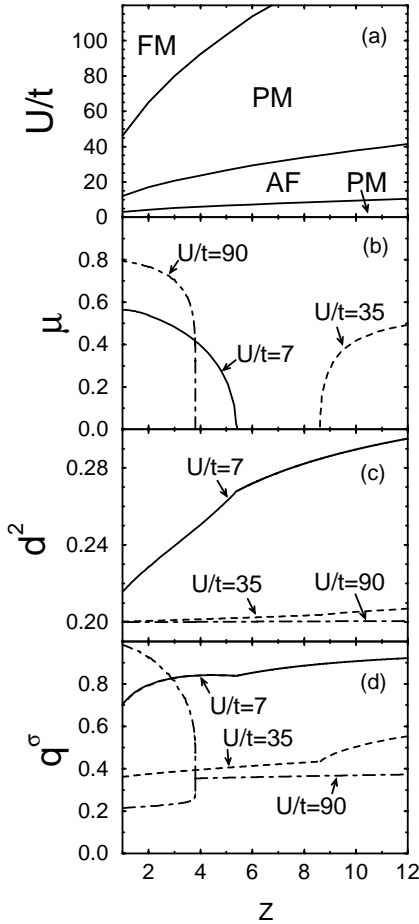 120
100
80
60
40
20
0
U/t
FM
(a)
PM
AF
PM
0.8
0.6
0.4
0.2
0.0
μ
(b)
U/t=90
U/t=35
U/t=7
0.28
0.24
0.20
d²
(c)
U/t=7
U/t=35
U/t=90
0.8
0.6
0.4
0.2
0.0
q^σ
(d)
U/t=7
U/t=35
U/t=90
2 4 6 8 10 12
z